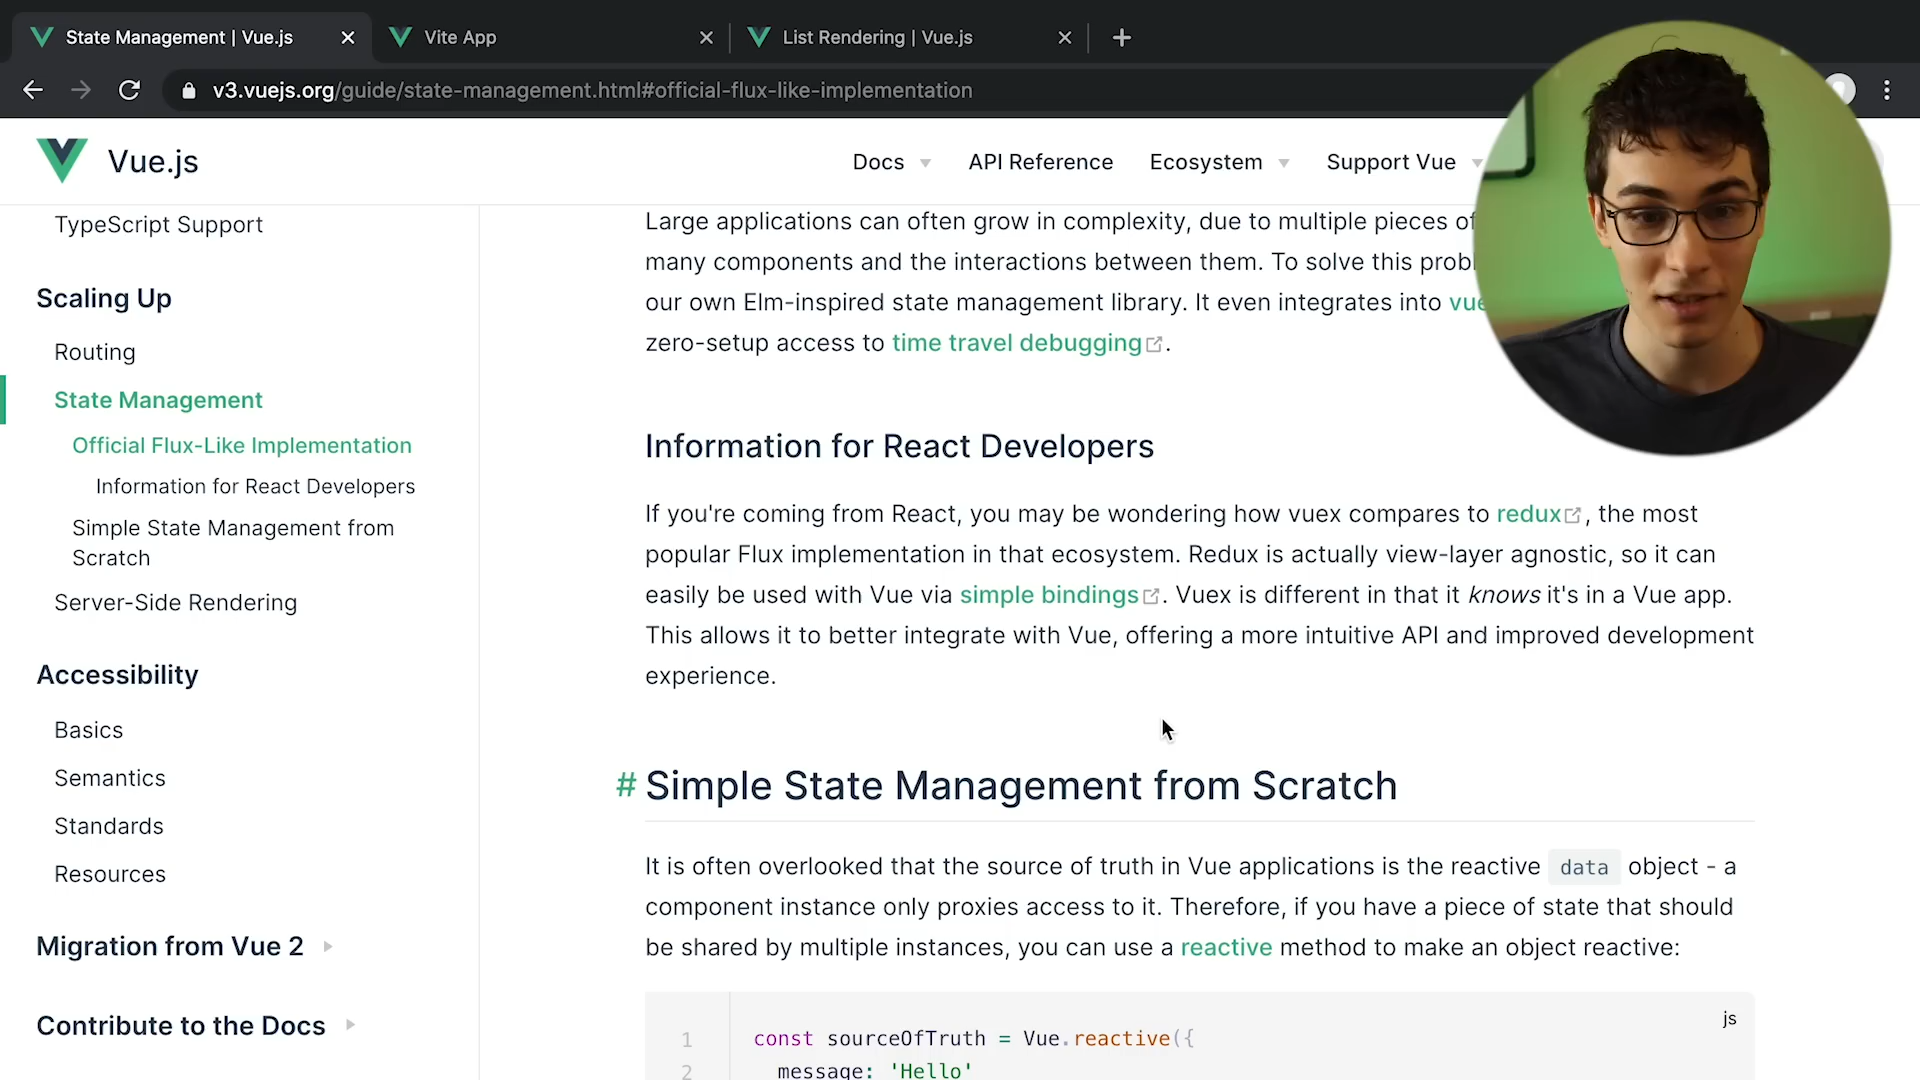 State Management | Vue.js
Vite App
List Rendering | Vue.js
v3.vuejs.org/guide/state-management.html#official-flux-like-implementation
Vue.js
Docs
API Reference
Ecosystem
Support Vue
TypeScript Support
Scaling Up
Routing
State Management
Official Flux-Like Implementation
Information for React Developers
Simple State Management from
Scratch
Server-Side Rendering
Accessibility
Basics
Semantics
Standards
Resources
Migration from Vue 2
Contribute to the Docs
Large applications can often grow in complexity, due to multiple pieces of
many components and the interactions between them. To solve this
our own Elm-inspired state management library. It even integrates into
zero-setup access to time travel debugging.
Information for React Developers
If you're coming from React, you may be wondering how vuex compares to redux, the most
popular Flux implementation in that ecosystem. Redux is actually view-layer agnostic, so it can
easily be used with Vue via simple bindings. Vuex is different in that it knows it's in a Vue app.
This allows it to better integrate with Vue, offering a more intuitive API and improved development
experience.
# Simple State Management from Scratch
It is often overlooked that the source of truth in Vue applications is the reactive data object - a
component instance only proxies access to it. Therefore, if you have a piece of state that should
be shared by multiple instances, you can use a reactive method to make an object reactive:
js
1 const sourceOfTruth = Vue.reactive({
2 message: 'Hello'